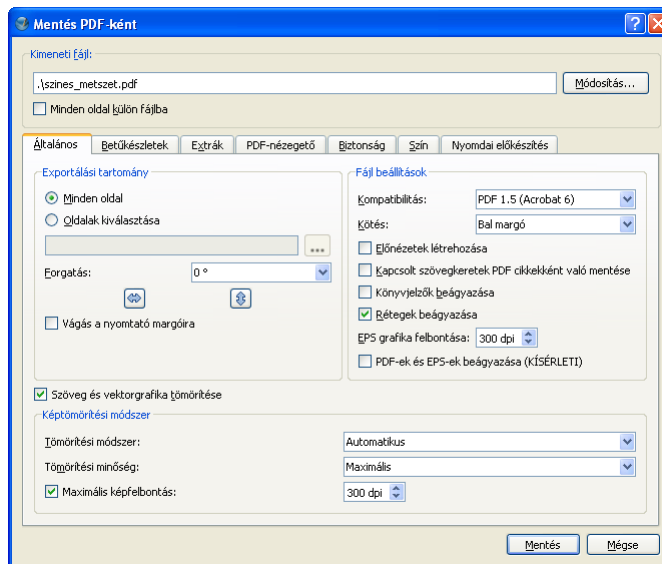 Mentés PDF-ként
Kimeneti fájl:
.\szines_metszet.pdf
Módosítás...
Minden oldal külön fájlba
Általános
Betűkészletek
Extrák
PDF-nézegető
Biztonság
Szín
Nyomdai előkészítés
Exportálási tartomány
Minden oldal
Oldalak kiválasztása
...
Forgatás:
0 °
Vágás a nyomtató margóira
Fájl beállítások
Kompatibilitás:
PDF 1.5 (Acrobat 6)
Kötés:
Bal margó
Előnézetek létrehozása
Kapcsolt szövegkeretek PDF cikkekként való mentése
Könyvjelzők beágyazása
Rétegek beágyazása
EPS grafika felbontása:
300 dpi
PDF-ek és EPS-ek beágyazása (KÍSÉRLETI)
Szöveg és vektorgrafika tömörítése
Képtömörítési módszer
Tömörítési módszer:
Automatikus
Tömörítési minőség:
Maximális
Maximális képfelbontás:
300 dpi
Mentés
Mégse